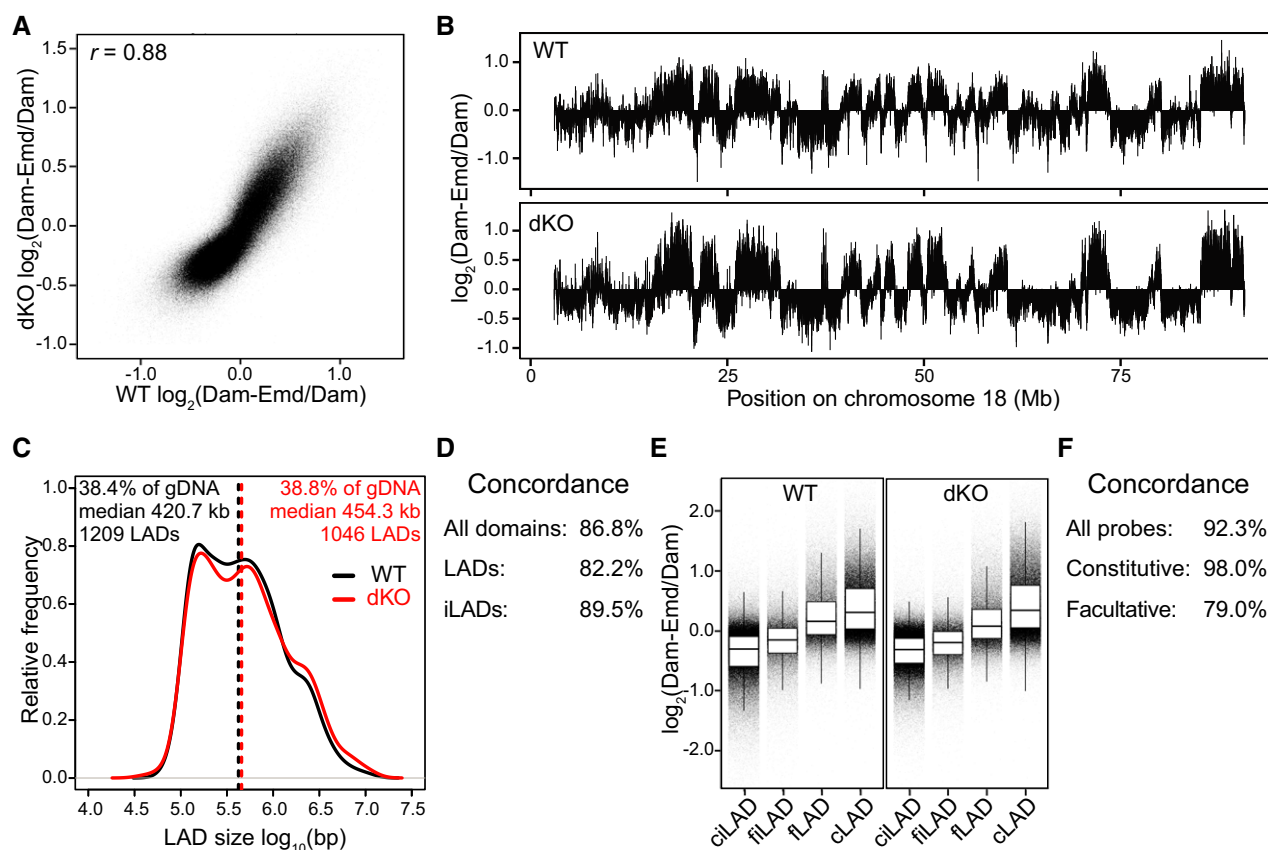 A
r = 0.88
dKO log2(Dam-Emd/Dam)
1.5
1.0
0.5
0.0
-0.5
-1.0
-1.0
0.0
1.0
WT log2(Dam-Emd/Dam)
B
log2(Dam-Emd/Dam)
WT
1.0
0.0
-1.0
dKO
1.0
0.5
0.0
-0.5
-1.0
0
25
50
75
Position on chromosome 18 (Mb)
C
38.4% of gDNA
median 420.7 kb
1209 LADs
38.8% of gDNA
median 454.3 kb
1046 LADs
WT
dKO
Relative frequency
1.0
0.8
0.6
0.4
0.2
0.0
4.0
4.5
5.0
5.5
6.0
6.5
7.0
7.5
LAD size log10(bp)
D
Concordance
All domains: 86.8%
LADs: 82.2%
iLADs: 89.5%
E
WT
dKO
log2(Dam-Emd/Dam)
2.0
1.0
0.0
-1.0
-2.0
ciLAD
fiLAD
fLAD
cLAD
ciLAD
fiLAD
fLAD
cLAD
F
Concordance
All probes: 92.3%
Constitutive: 98.0%
Facultative: 79.0%